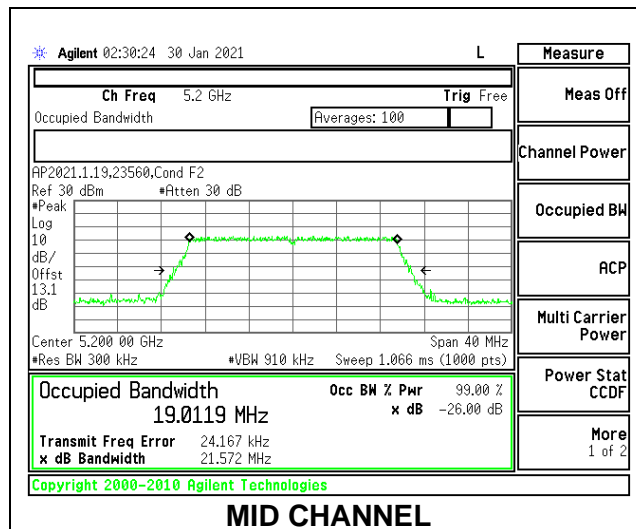 Agilent 02:30:24 30 Jan 2021 L
Measure
Ch Freq 5.2 GHz Trig Free
Occupied Bandwidth Averages: 100
AP2021.1.19,23560,Cond F2
Ref 30 dBm #Atten 30 dB
#Peak
Log
10
dB/
Offst
13.1
dB
Center 5.200 00 GHz Span 40 MHz
#Res BW 300 kHz #VBW 910 kHz Sweep 1.066 ms (1000 pts)
Occupied Bandwidth Occ BW % Pwr 99.00 %
19.0119 MHz x dB -26.00 dB
Transmit Freq Error 24.167 kHz
x dB Bandwidth 21.572 MHz
Copyright 2000-2010 Agilent Technologies
Meas Off
Channel Power
Occupied BW
ACP
Multi Carrier
Power
Power Stat
CCDF
More
1 of 2
MID CHANNEL